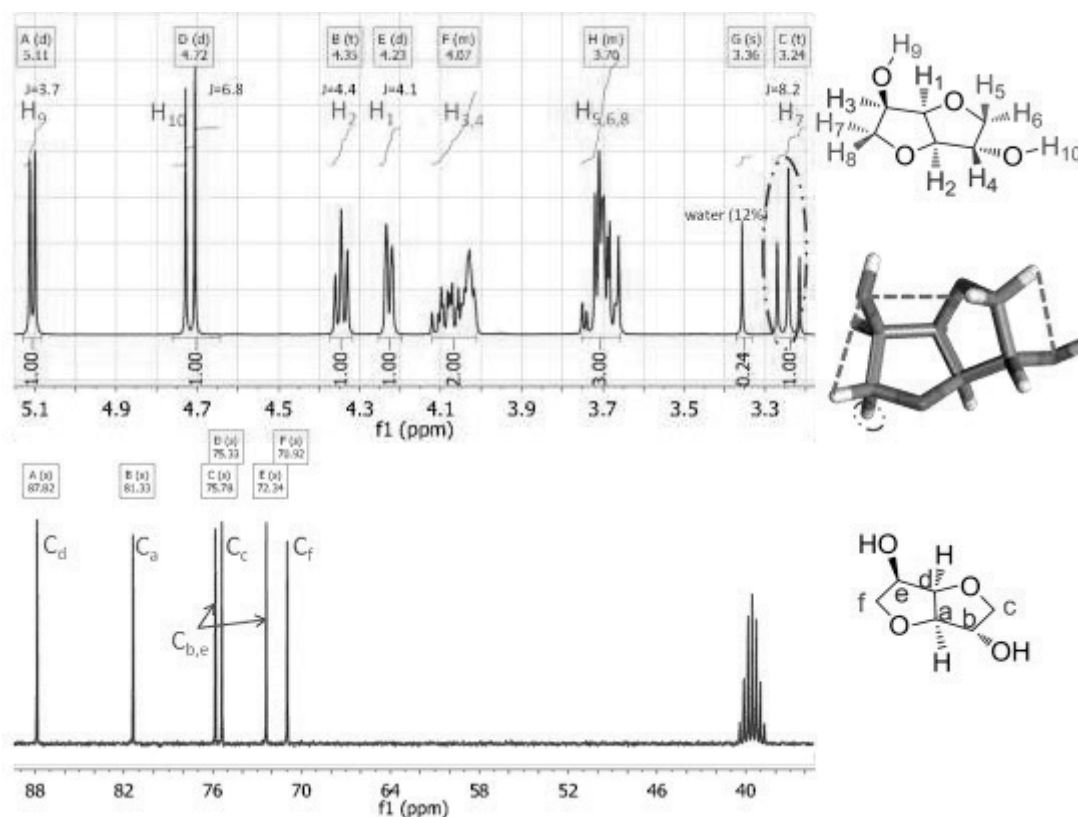 A (d)
5.11
D (d)
4.72
B (t)
4.35
E (d)
4.23
F (m)
4.07
H (m)
3.70
G (s)
3.36
C (t)
3.24
J=3.7
J=6.8
J=4.4
J=4.1
J=8.2
H9
H10
H2
H1
H3,4
H5,6,8
H7
water (12%
1.00
1.00
1.00
1.00
2.00
3.00
0.24
1.00
5.1
4.9
4.7
4.3
4.1
3.9
3.7
3.5
3.3
f1 (ppm)
H9
O
H1
H3
O
H5
H7
H6
H8
O
O
H10
H2
H4
A (s)
87.82
B (s)
81.33
D (s)
75.33
C (s)
75.78
F (s)
70.92
E (s)
72.34
Cd
Ca
Cc
Cf
Cb,e
88
82
76
70
64
58
52
46
40
f1 (ppm)
HO
H
d
O
e
f
c
a
b
O
H
OH